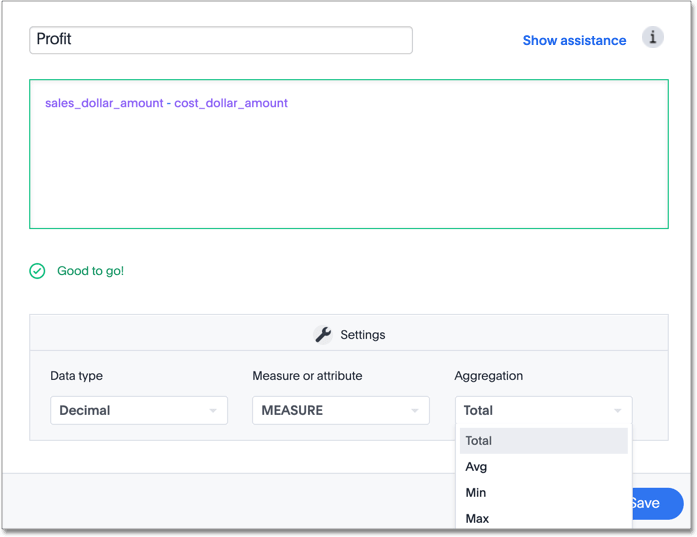 Profit
Show assistance
i
sales_dollar_amount - cost_dollar_amount
Good to go!
Settings
Data type
Measure or attribute
Aggregation
Decimal
MEASURE
Total
Total
Avg
Min
Max
Save